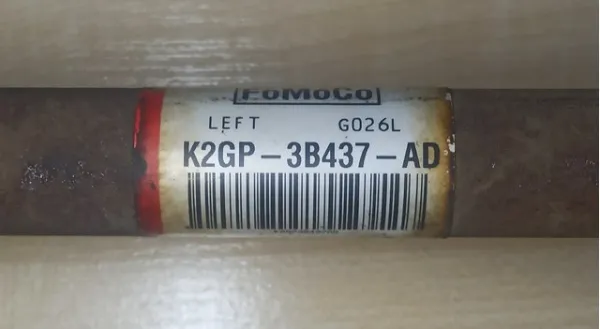 FoMoCo
LEFT G026L
K2GP-3B437-AD